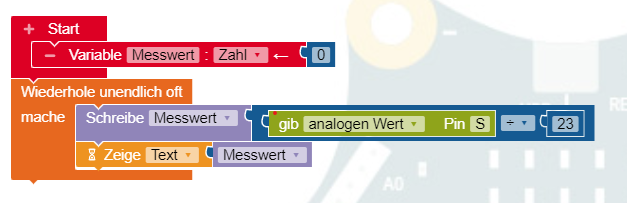 + Start
− Variable Messwert : Zahl ← 0
Wiederhole unendlich oft
mache Schreibe Messwert gib analogen Wert Pin S ÷ 23
Zeige Text Messwert
A0
RE